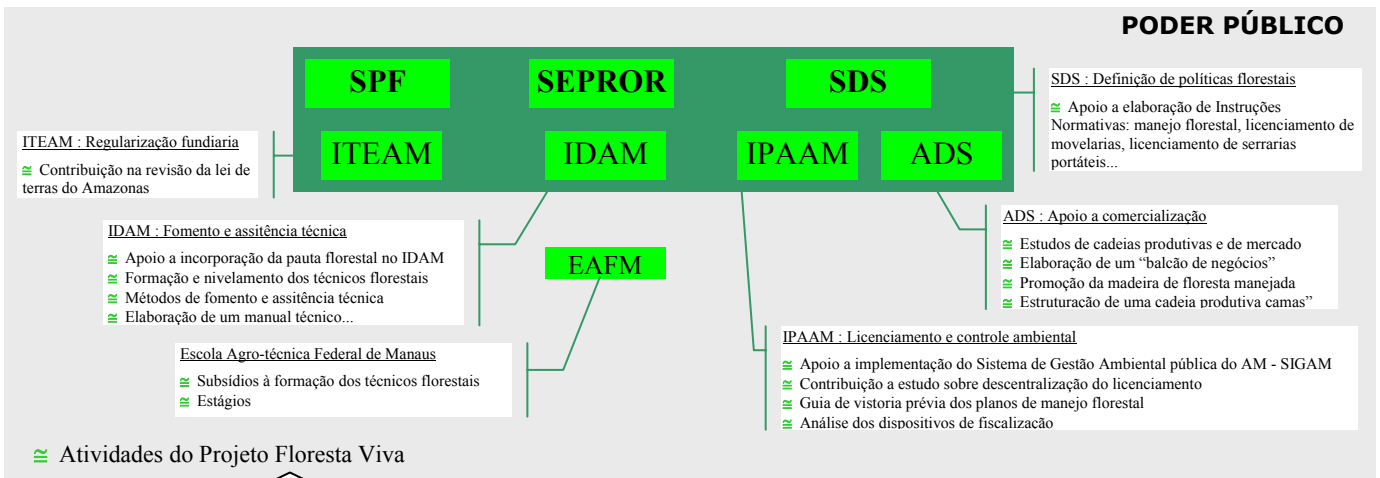 PODER PÚBLICO
SPF
SEPROR
SDS
ITEAM
IDAM
IPAAM
ADS
SDS : Definição de políticas florestais
≅ Apoio a elaboração de Instruções
Normativas: manejo florestal, licenciamento de
movelarias, licenciamento de serrarias
portáteis...
ITEAM : Regularização fundiaria
≅ Contribuição na revisão da lei de
terras do Amazonas
IDAM : Fomento e assitência técnica
≅ Apoio a incorporação da pauta florestal no IDAM
≅ Formação e nivelamento dos técnicos florestais
≅ Métodos de fomento e assitência técnica
≅ Elaboração de um manual técnico...
EAFM
ADS : Apoio a comercialização
≅ Estudos de cadeias produtivas e de mercado
≅ Elaboração de um “balcão de negócios”
≅ Promoção da madeira de floresta manejada
≅ Estruturação de uma cadeia produtiva camas”
Escola Agro-técnica Federal de Manaus
≅ Subsídios à formação dos técnicos florestais
≅ Estágios
IPAAM : Licenciamento e controle ambiental
≅ Apoio a implementação do Sistema de Gestão Ambiental pública do AM - SIGAM
≅ Contribuição a estudo sobre descentralização do licenciamento
≅ Guia de vistoria prévia dos planos de manejo florestal
≅ Análise dos dispositivos de fiscalização
≅ Atividades do Projeto Floresta Viva